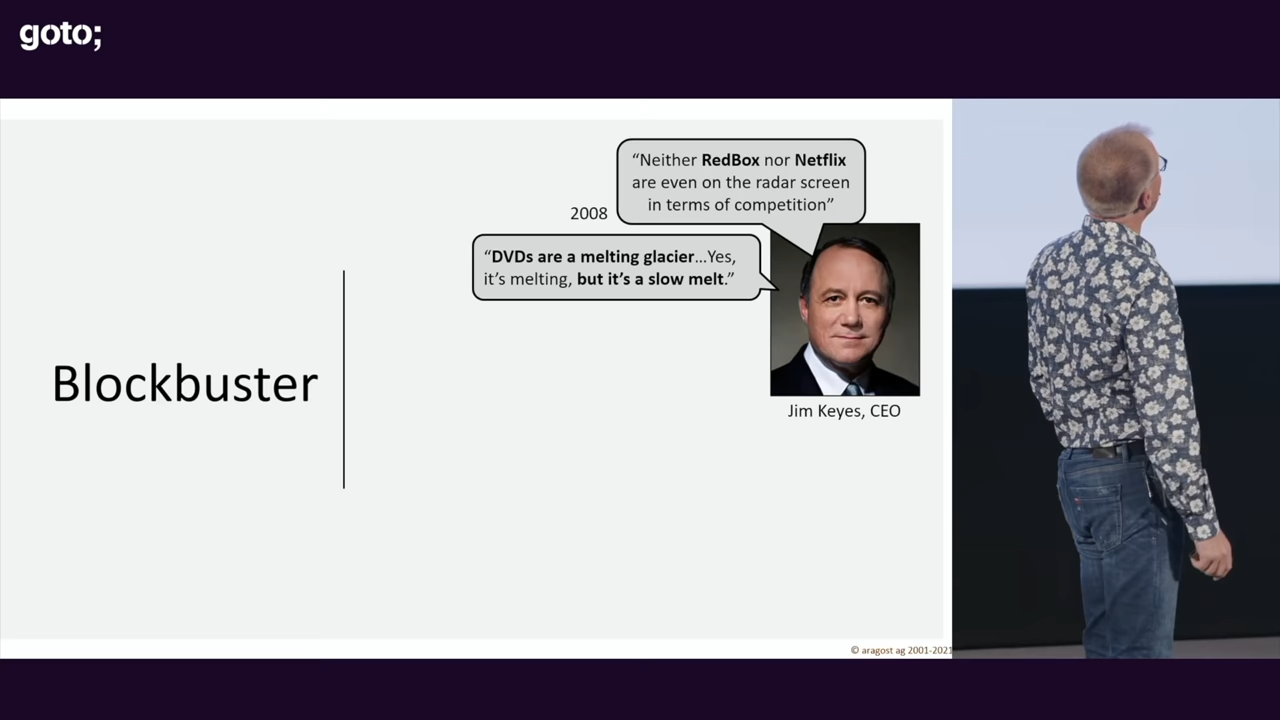 goto;
“Neither RedBox nor Netflix
are even on the radar screen
in terms of competition”
2008
“DVDs are a melting glacier...Yes,
it’s melting, but it’s a slow melt.”
Blockbuster
Jim Keyes, CEO
© aragost ag 2001-2021